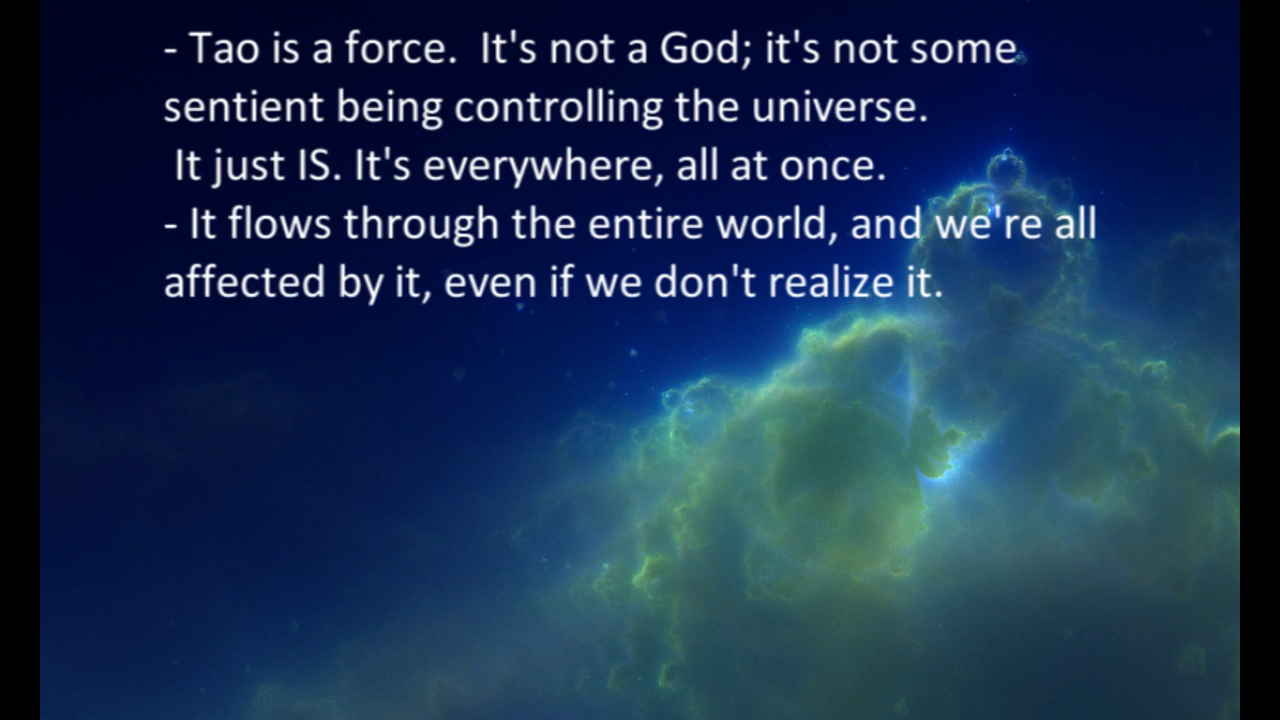 - Tao is a force.  It's not a God; it's not some
sentient being controlling the universe.
It just IS. It's everywhere, all at once.
- It flows through the entire world, and we're all
affected by it, even if we don't realize it.